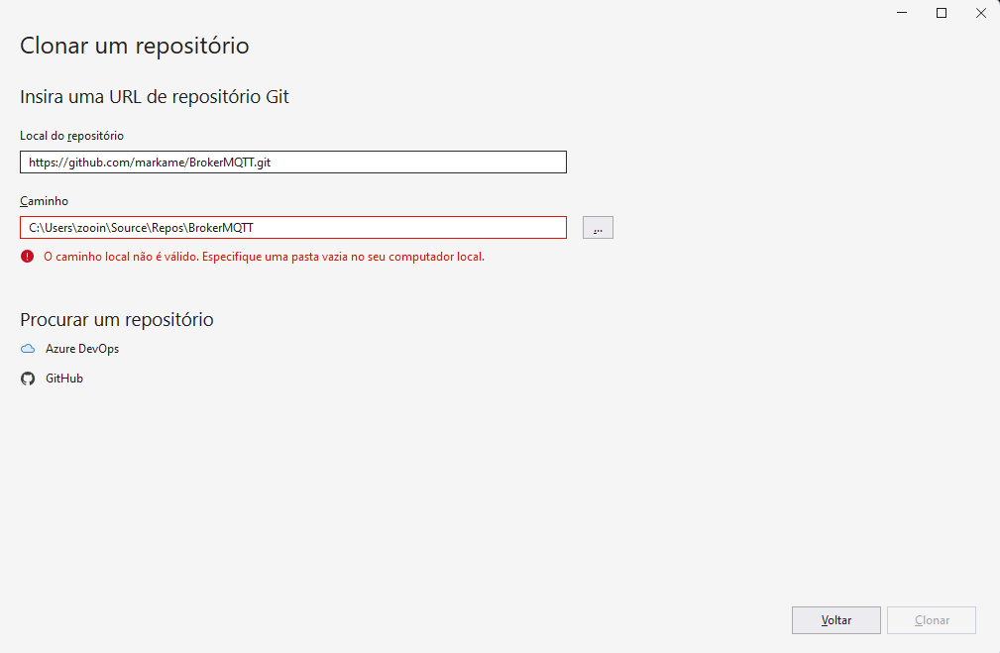 Clonar um repositório
Insira uma URL de repositório Git
Local do repositório
https://github.com/markame/BrokerMQTT.git
Caminho
C:\Users\zooin\Source\Repos\BrokerMQTT
...
O caminho local não é válido. Especifique uma pasta vazia no seu computador local.
Procurar um repositório
Azure DevOps
GitHub
Voltar
Clonar